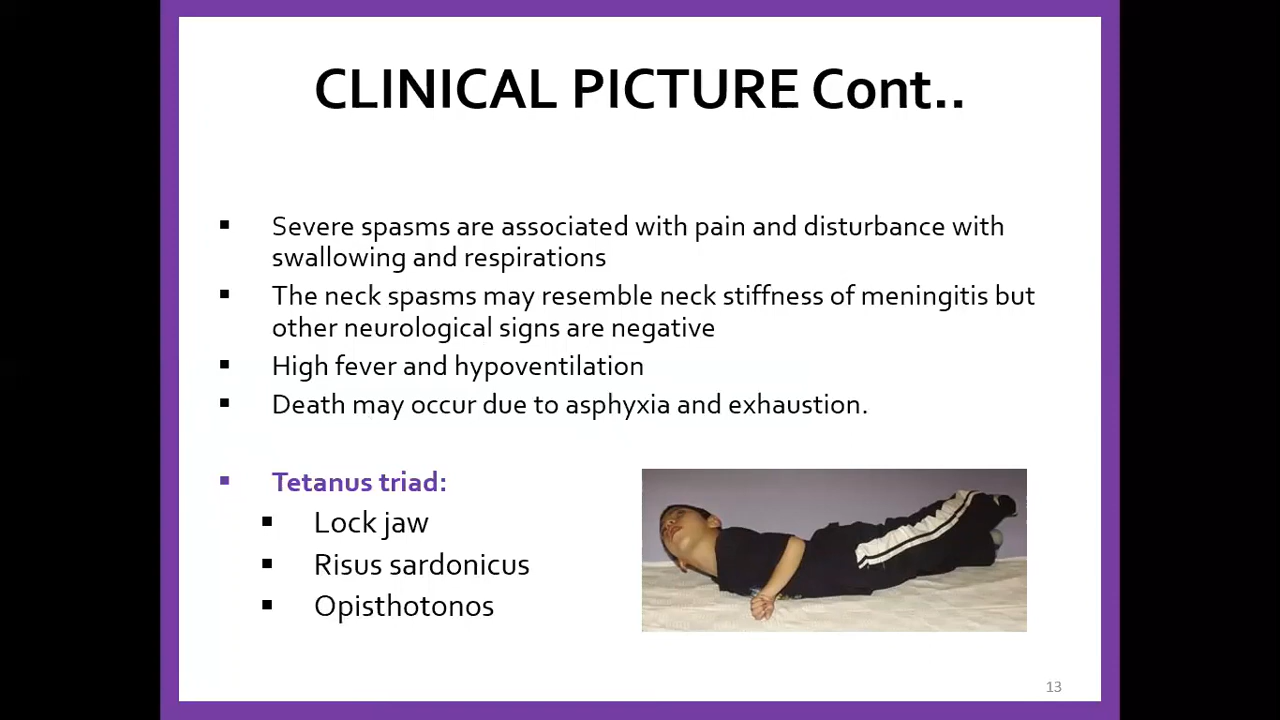 CLINICAL PICTURE Cont..
▪ Severe spasms are associated with pain and disturbance with
swallowing and respirations
▪ The neck spasms may resemble neck stiffness of meningitis but
other neurological signs are negative
▪ High fever and hypoventilation
▪ Death may occur due to asphyxia and exhaustion.
▪ Tetanus triad:
▪ Lock jaw
▪ Risus sardonicus
▪ Opisthotonos
13